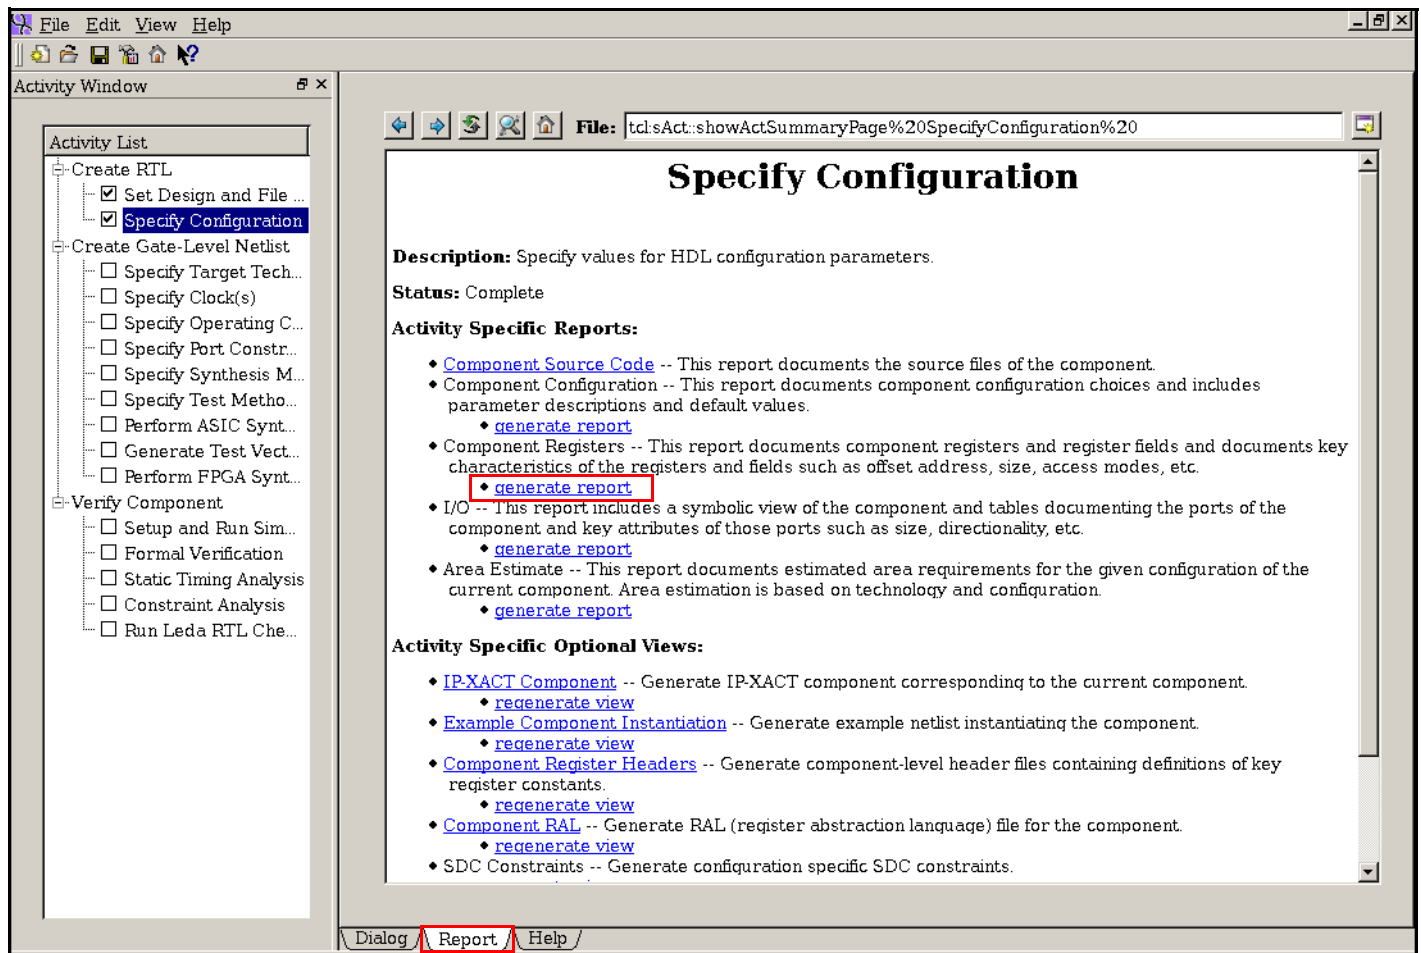 File Edit View Help
Activity Window
Activity List
Create RTL
Set Design and File ...
Specify Configuration
Create Gate-Level Netlist
Specify Target Tech...
Specify Clock(s)
Specify Operating C...
Specify Port Constr...
Specify Synthesis M...
Specify Test Metho...
Perform ASIC Synt...
Generate Test Vect...
Perform FPGA Synt...
Verify Component
Setup and Run Sim...
Formal Verification
Static Timing Analysis
Constraint Analysis
Run Leda RTL Che...
File: tcl:sAct::showActSummaryPage%20SpecifyConfiguration%20
Specify Configuration
Description: Specify values for HDL configuration parameters.
Status: Complete
Activity Specific Reports:
Component Source Code -- This report documents the source files of the component.
Component Configuration -- This report documents component configuration choices and includes
parameter descriptions and default values.
generate report
Component Registers -- This report documents component registers and register fields and documents key
characteristics of the registers and fields such as offset address, size, access modes, etc.
generate report
I/O -- This report includes a symbolic view of the component and tables documenting the ports of the
component and key attributes of those ports such as size, directionality, etc.
generate report
Area Estimate -- This report documents estimated area requirements for the given configuration of the
current component. Area estimation is based on technology and configuration.
generate report
Activity Specific Optional Views:
IP-XACT Component -- Generate IP-XACT component corresponding to the current component.
regenerate view
Example Component Instantiation -- Generate example netlist instantiating the component.
regenerate view
Component Register Headers -- Generate component-level header files containing definitions of key
register constants.
regenerate view
Component RAL -- Generate RAL (register abstraction language) file for the component.
regenerate view
SDC Constraints -- Generate configuration specific SDC constraints.
Dialog Report Help